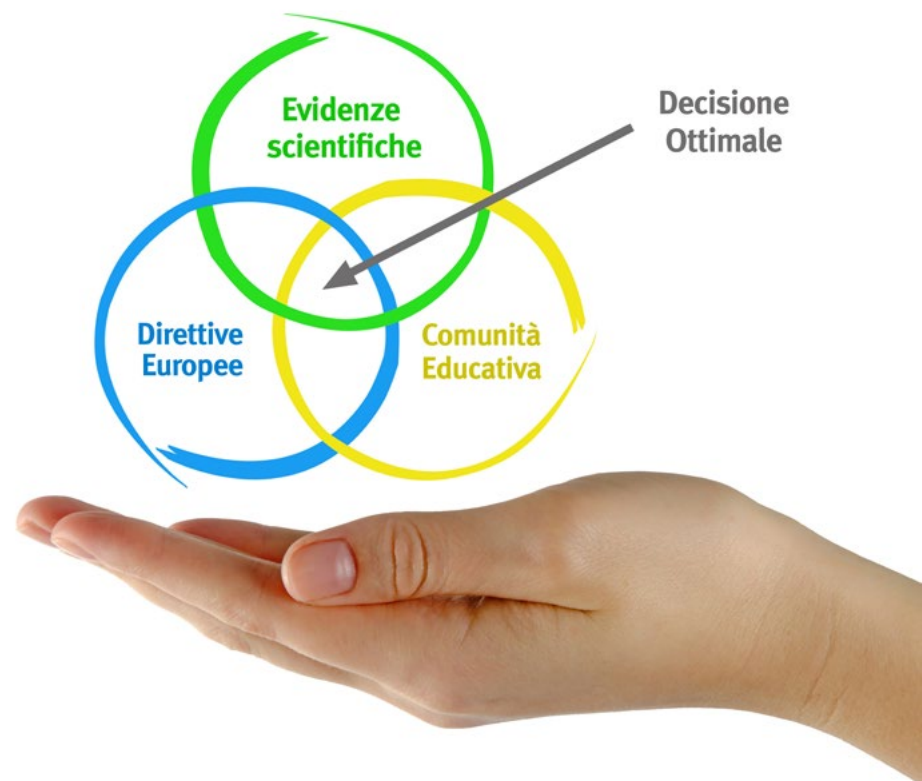 Evidenze
scientifiche
Decisione
Ottimale
Direttive
Europee
Comunità
Educativa